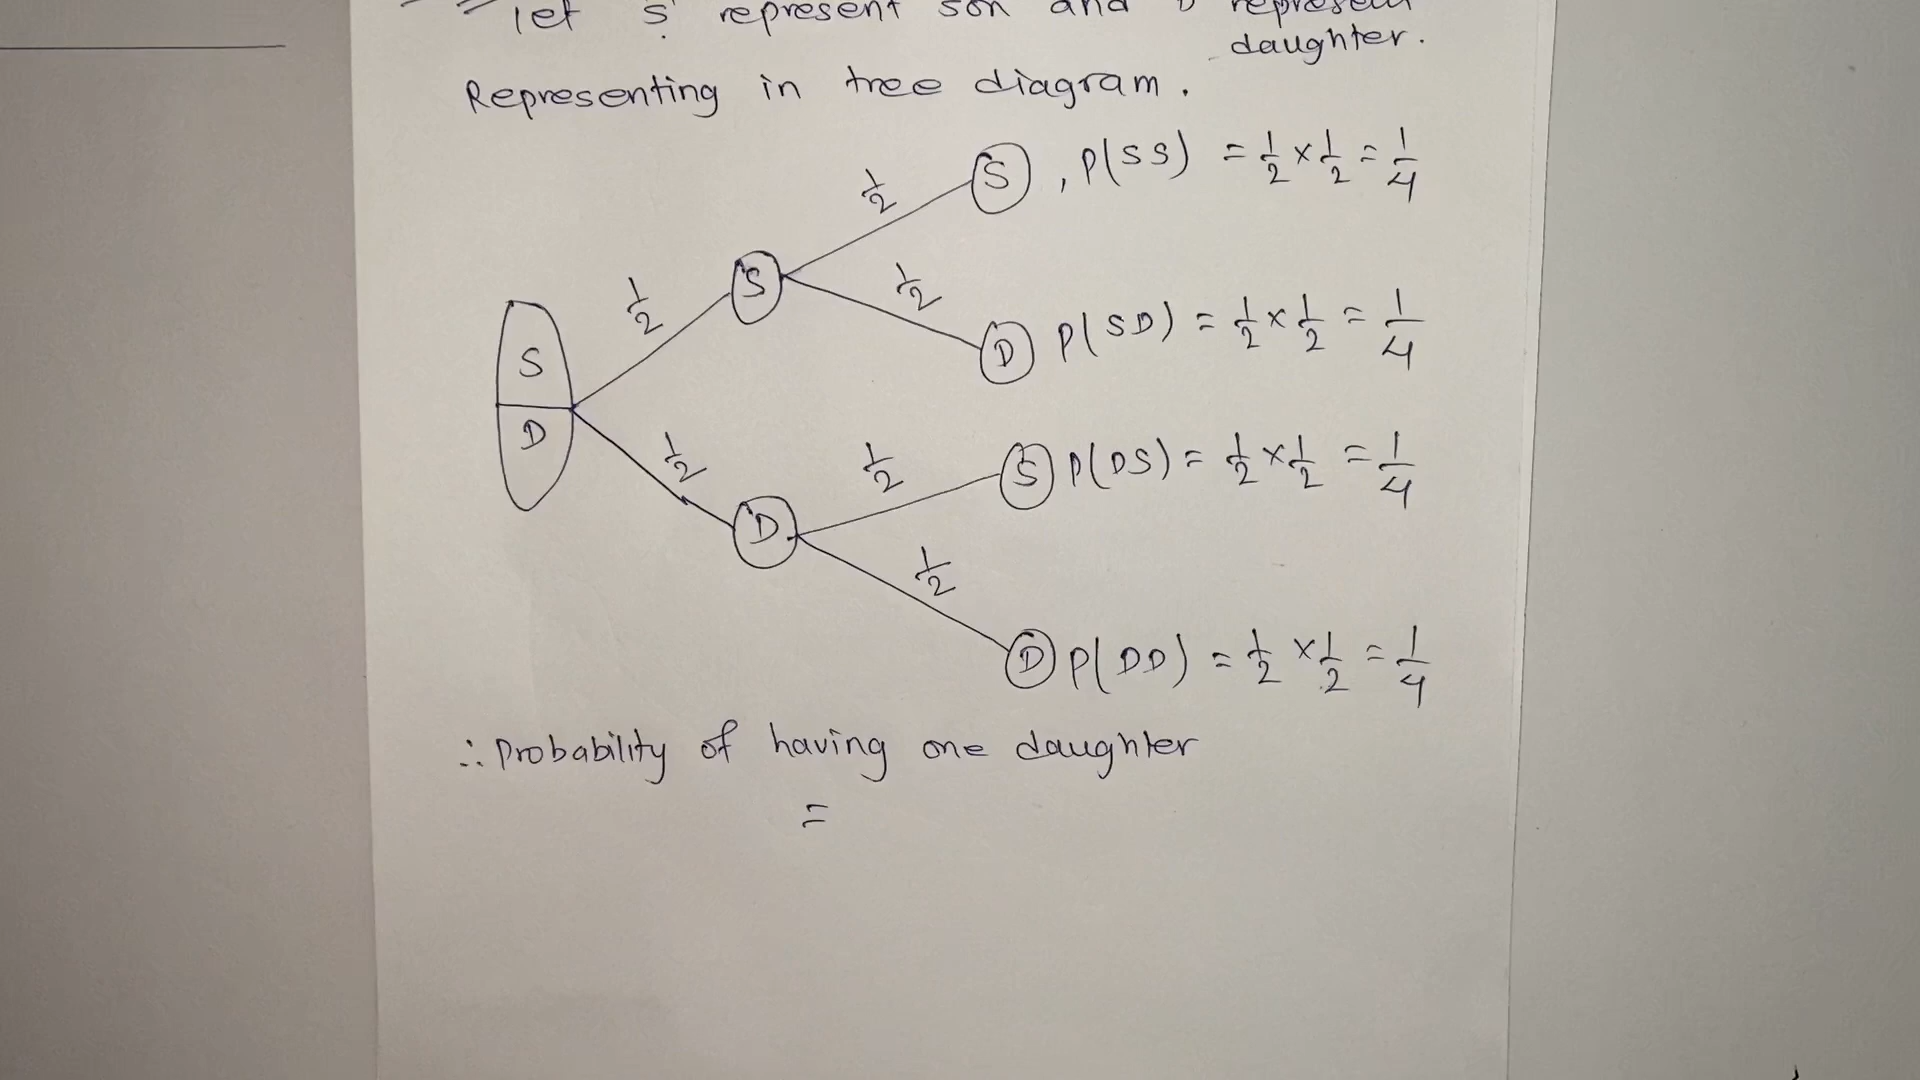 let S represent son and D represent
daughter.
Representing in tree diagram.
1/2
S , P(SS) = 1/2 × 1/2 = 1/4
1/2
S
1/2
S
D
D P(SD) = 1/2 × 1/2 = 1/4
1/2
1/2
S P(DS) = 1/2 × 1/2 = 1/4
D
1/2
D P(DD) = 1/2 × 1/2 = 1/4
∴ Probability of having one daughter
=